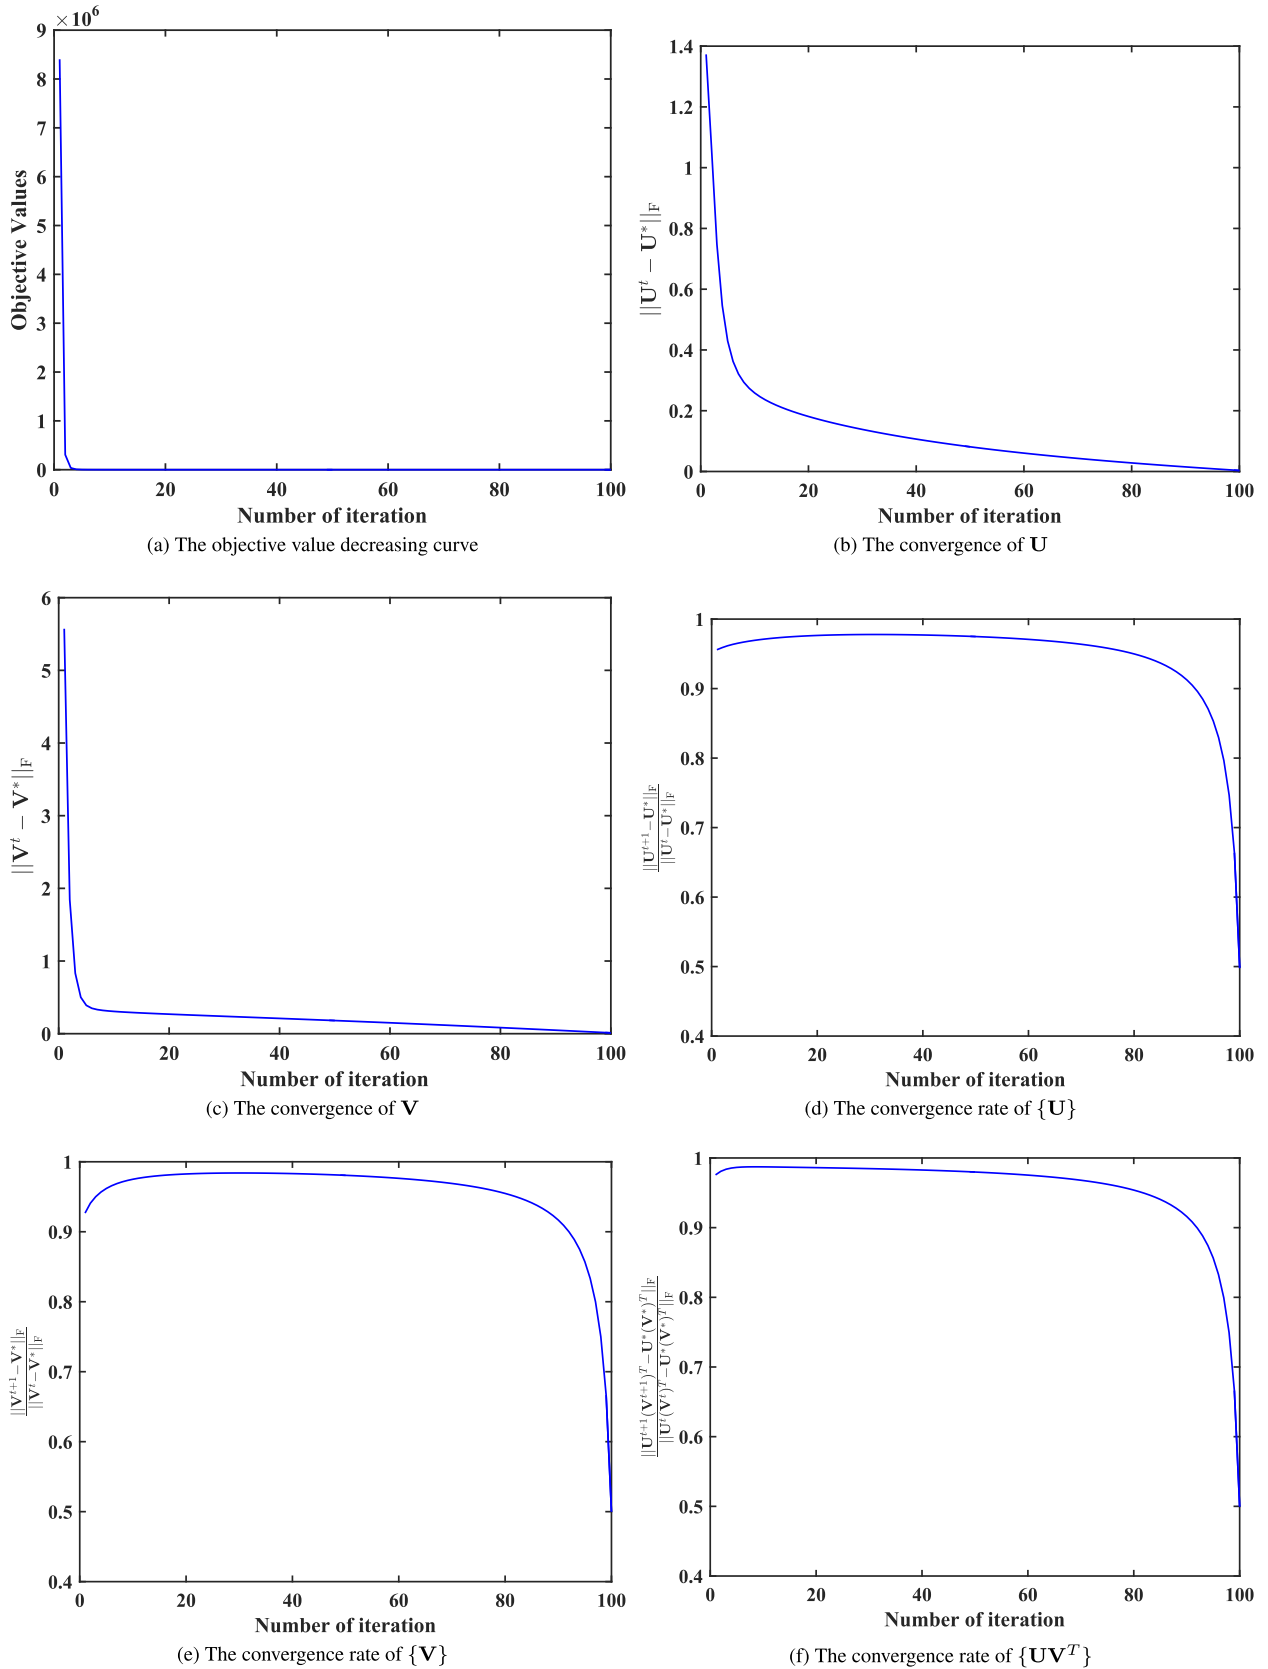 ×10⁶
9
8
7
6
5
4
3
2
1
0
Objective Values
0 20 40 60 80 100
Number of iteration
(a) The objective value decreasing curve
1.4
1.2
1
0.8
0.6
0.4
0.2
0
||U^t − U^*||_F
0 20 40 60 80 100
Number of iteration
(b) The convergence of U
6
5
4
3
2
1
0
||V^t − V^*||_F
0 20 40 60 80 100
Number of iteration
(c) The convergence of V
1
0.9
0.8
0.7
0.6
0.5
0.4
||U^{t+1}−U^*||_F
||U^t−U^*||_F
0 20 40 60 80 100
Number of iteration
(d) The convergence rate of {U}
1
0.9
0.8
0.7
0.6
0.5
0.4
||V^{t+1}−V^*||_F
||V^t−V^*||_F
0 20 40 60 80 100
Number of iteration
(e) The convergence rate of {V}
1
0.9
0.8
0.7
0.6
0.5
0.4
||U^{t+1}(V^{t+1})^T−U^*(V^*)^T||_F
||U^t(V^t)^T−U^*(V^*)^T||_F
0 20 40 60 80 100
Number of iteration
(f) The convergence rate of {UV^T}